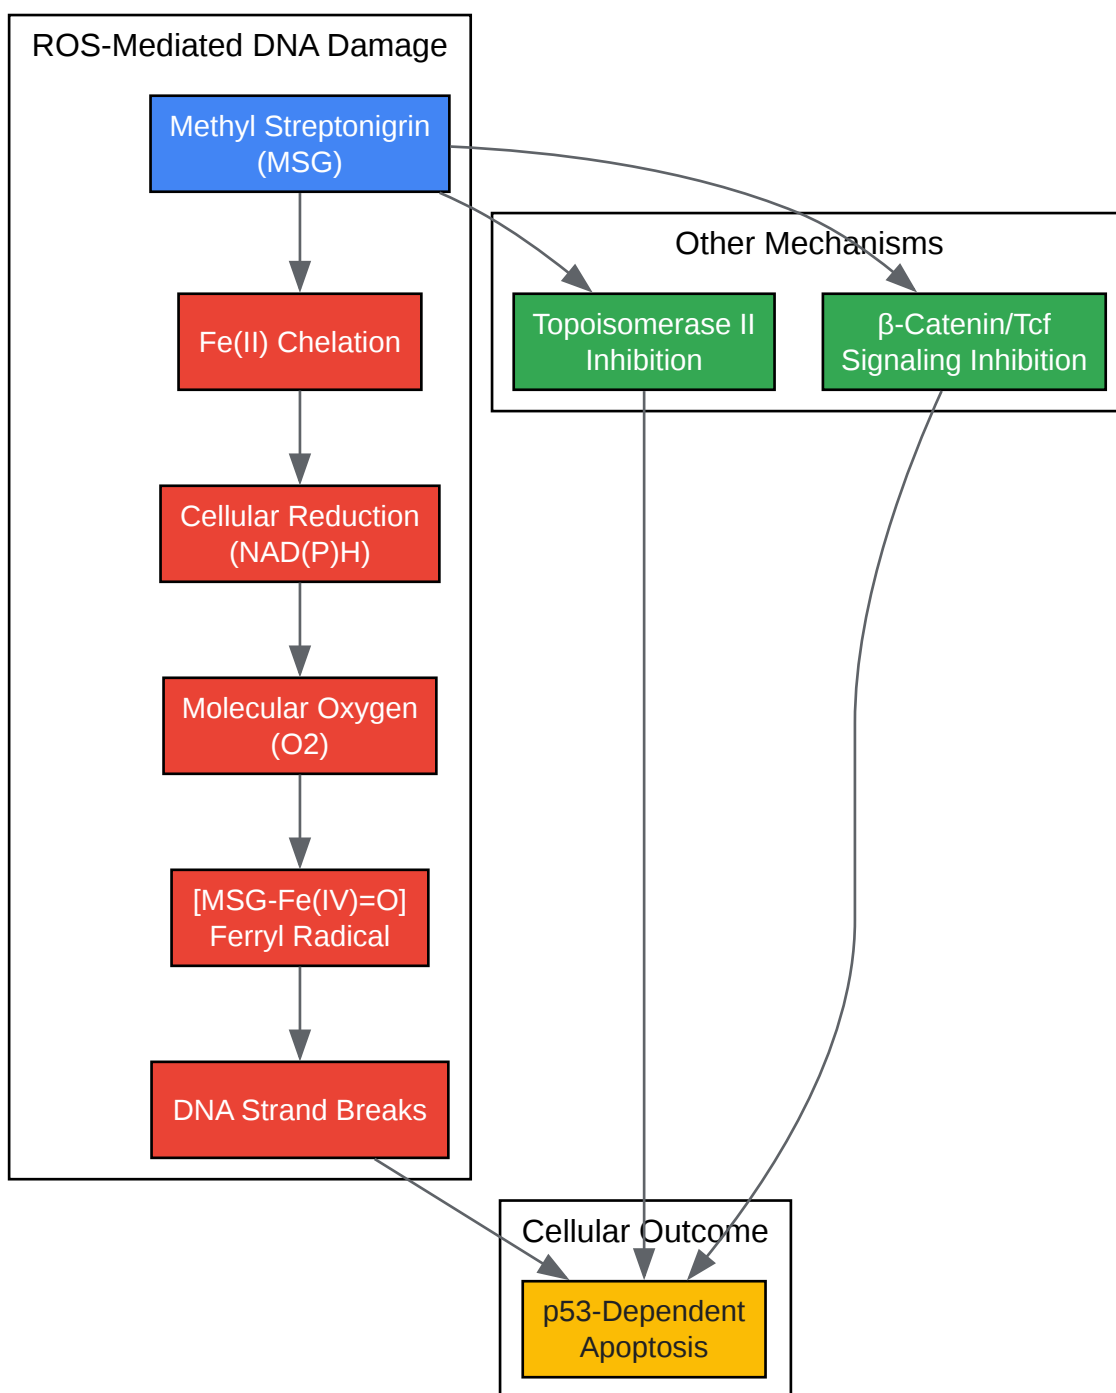 ROS-Mediated DNA Damage
Methyl Streptonigrin
(MSG)
Fe(II) Chelation
Cellular Reduction
(NAD(P)H)
Molecular Oxygen
(O2)
[MSG-Fe(IV)=O]
Ferryl Radical
DNA Strand Breaks
Other Mechanisms
Topoisomerase II
Inhibition
β-Catenin/Tcf
Signaling Inhibition
Cellular Outcome
p53-Dependent
Apoptosis